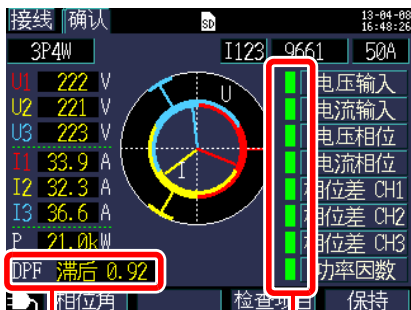 接线 确认 SD 13-04-08
16:48:26
3P4W I123 9661 50A
U1 222 V
U2 221 V
U3 223 V
I1 33.9 A
I2 32.3 A
I3 36.6 A
P 21.0kW
DPF 滞后 0.92
U
I
电压输入
电流输入
电压相位
电流相位
相位差 CH1
相位差 CH2
相位差 CH3
功率因数
相位角 检查项目 保持